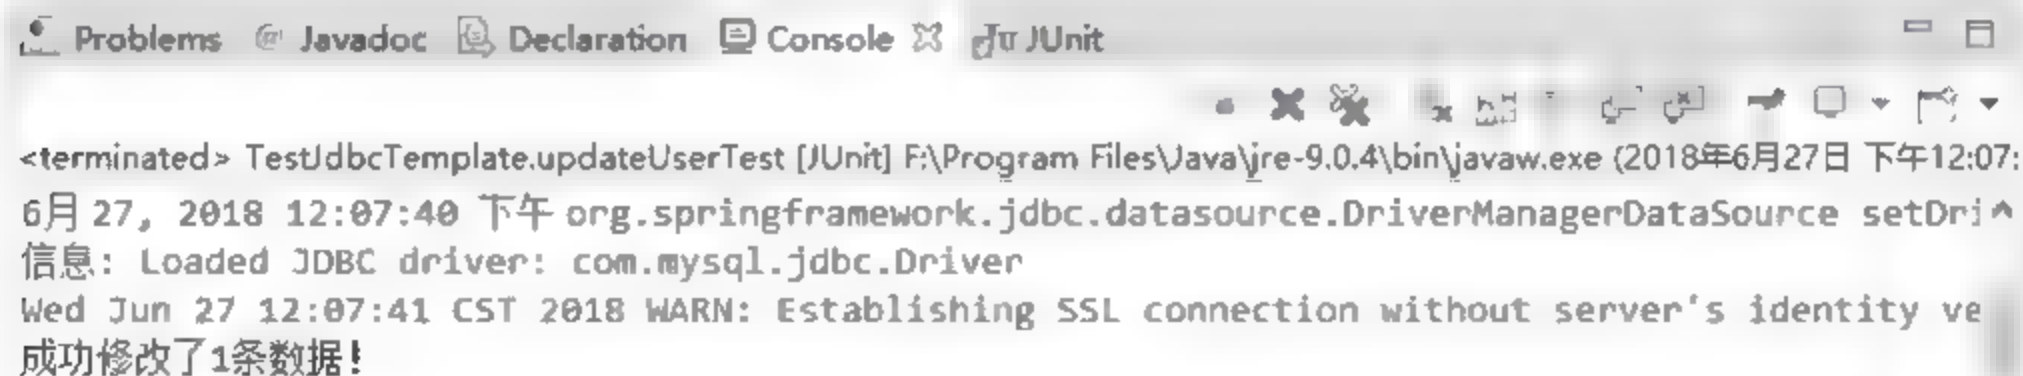 Problems @ Javadoc Declaration Console JUnit
<terminated> TestJdbcTemplate.updateUserTest [JUnit] F:\Program Files\Java\jre-9.0.4\bin\javaw.exe (2018年6月27日 下午12:07:
6月 27, 2018 12:07:40 下午 org.springframework.jdbc.datasource.DriverManagerDataSource setDri
信息: Loaded JDBC driver: com.mysql.jdbc.Driver
Wed Jun 27 12:07:41 CST 2018 WARN: Establishing SSL connection without server's identity ve
成功修改了1条数据!